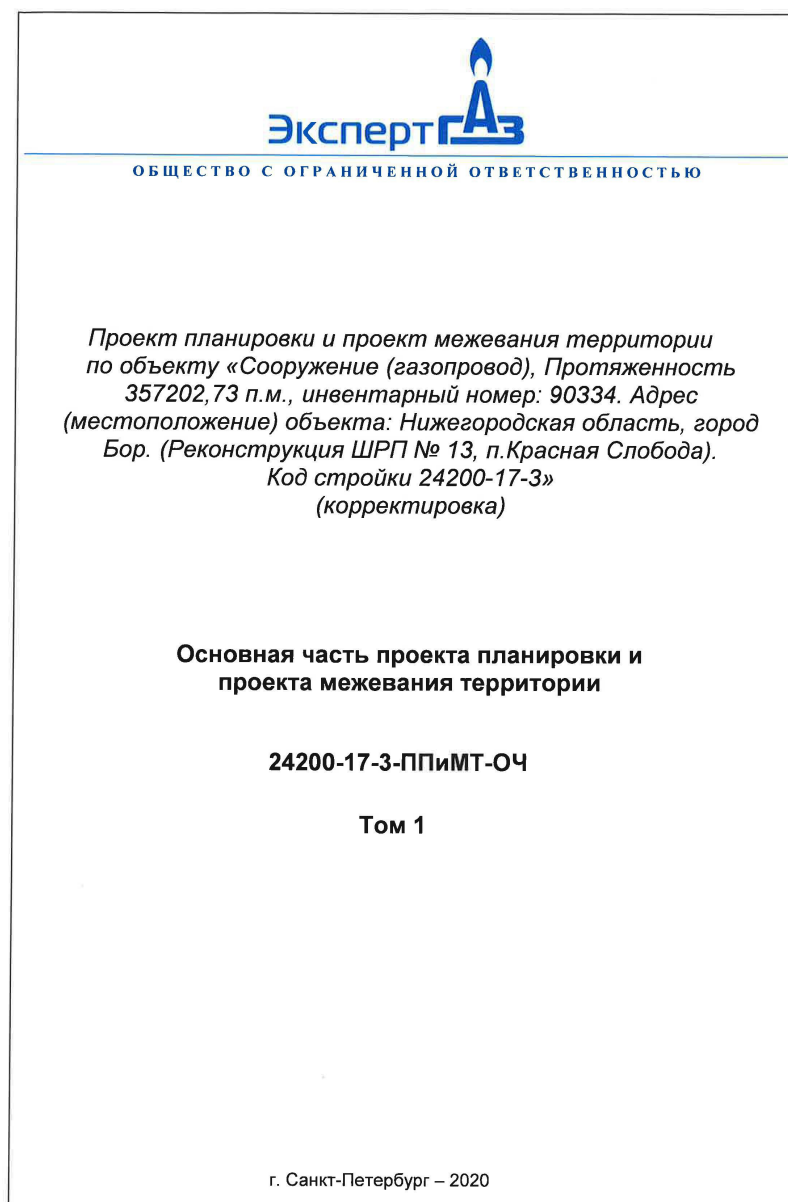 ЭкспертГАЗ
ОБЩЕСТВО С ОГРАНИЧЕННОЙ ОТВЕТСТВЕННОСТЬЮ
Проект планировки и проект межевания территории
по объекту «Сооружение (газопровод), Протяженность
357202,73 п.м., инвентарный номер: 90334. Адрес
(местоположение) объекта: Нижегородская область, город
Бор. (Реконструкция ШРП № 13, п.Красная Слобода).
Код стройки 24200-17-3»
(корректировка)
Основная часть проекта планировки и
проекта межевания территории
24200-17-3-ППиМТ-ОЧ
Том 1
г. Санкт-Петербург – 2020